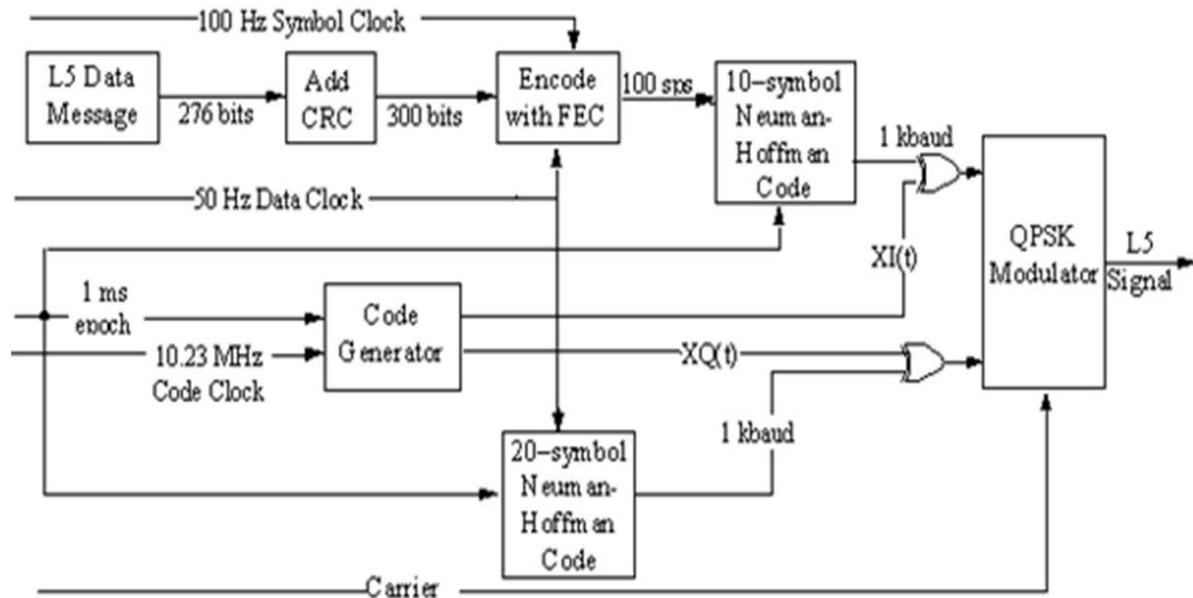 100 Hz Symbol Clock
L5 Data
Message
276 bits
Add
CRC
300 bits
Encode
with FEC
100 sps
10-symbol
Neuman-
Hoffman
Code
1 kbaud
50 Hz Data Clock
XI(t)
QPSK
Modulator
L5
Signal
1 ms
epoch
Code
Generator
10.23 MHz
Code Clock
XQ(t)
1 kbaud
20-symbol
Neuman-
Hoffman
Code
Carrier